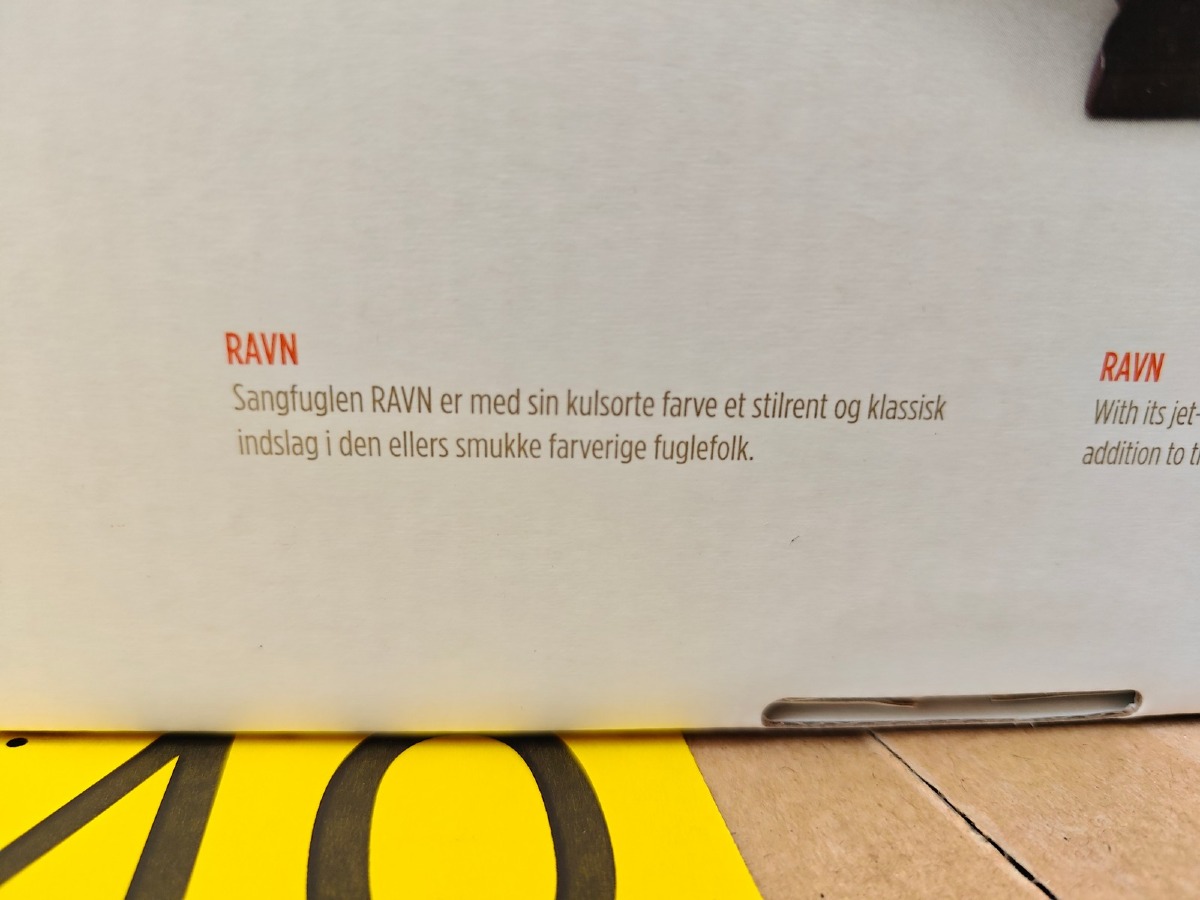 RAVN
Sangfuglen RAVN er med sin kulsorte farve et stilrent og klassisk
indslag i den ellers smukke farverige fuglefolk.
RAVN
With its jet-
addition to